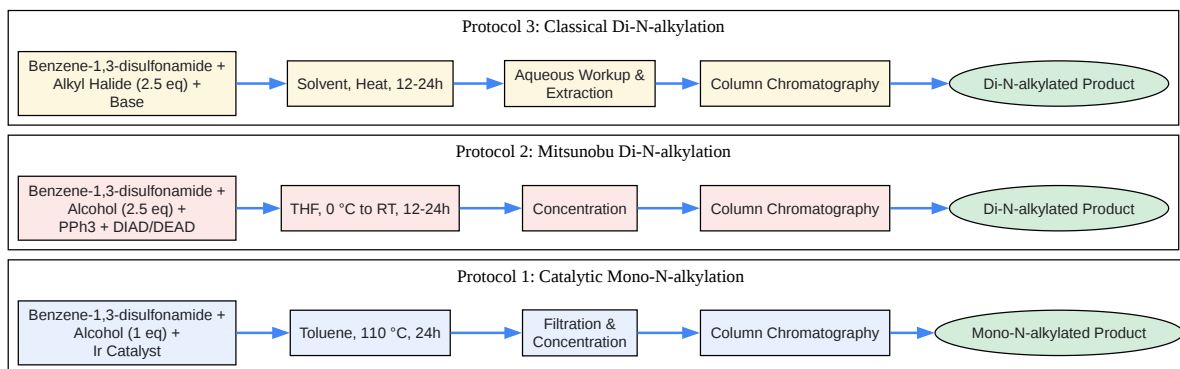 Protocol 3: Classical Di-N-alkylation
Benzene-1,3-disulfonamide +
Alkyl Halide (2.5 eq) +
Base
Solvent, Heat, 12-24h
Aqueous Workup &
Extraction
Column Chromatography
Di-N-alkylated Product
Protocol 2: Mitsunobu Di-N-alkylation
Benzene-1,3-disulfonamide +
Alcohol (2.5 eq) +
PPh3 + DIAD/DEAD
THF, 0 °C to RT, 12-24h
Concentration
Column Chromatography
Di-N-alkylated Product
Protocol 1: Catalytic Mono-N-alkylation
Benzene-1,3-disulfonamide +
Alcohol (1 eq) +
Ir Catalyst
Toluene, 110 °C, 24h
Filtration &
Concentration
Column Chromatography
Mono-N-alkylated Product